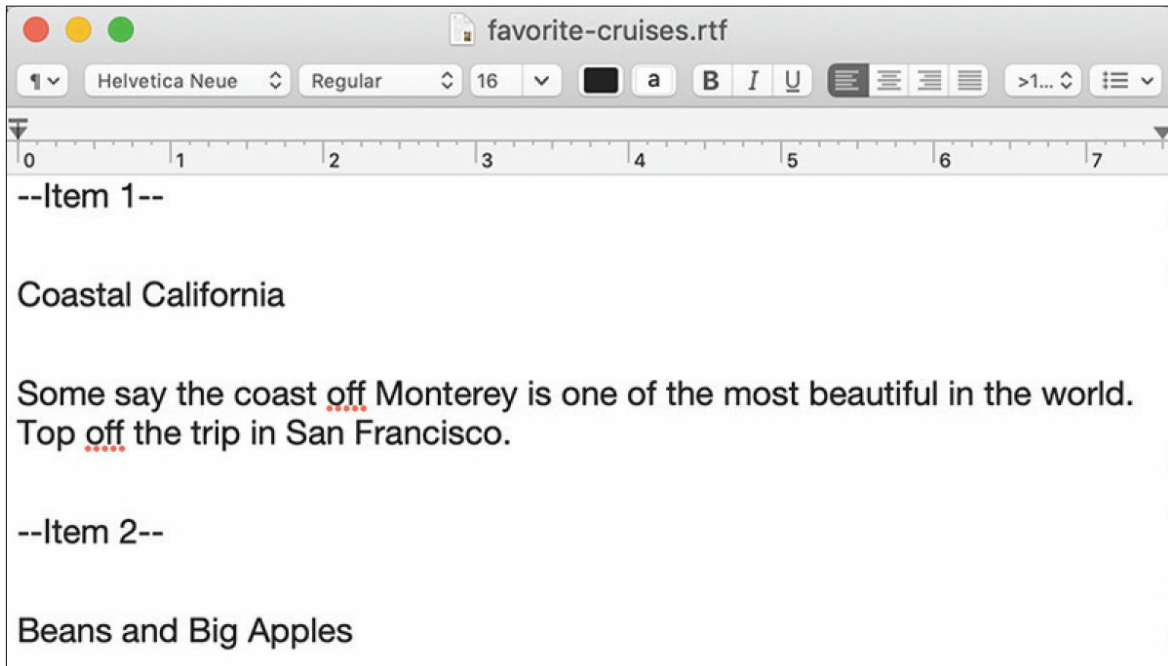 favorite-cruises.rtf
¶ Helvetica Neue Regular 16 a B I U >1...
0 1 2 3 4 5 6 7
--Item 1--
Coastal California
Some say the coast off Monterey is one of the most beautiful in the world.
Top off the trip in San Francisco.
--Item 2--
Beans and Big Apples